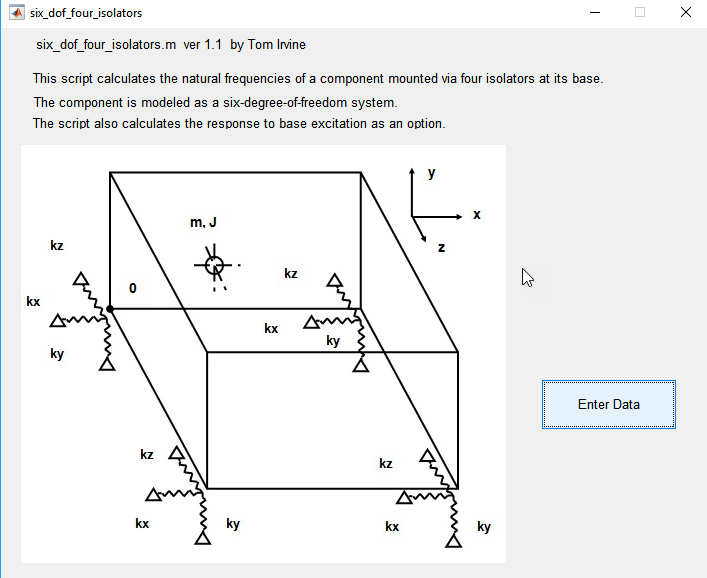 six_dof_four_isolators
six_dof_four_isolators.m ver 1.1 by Tom Irvine
This script calculates the natural frequencies of a component mounted via four isolators at its base.
The component is modeled as a six-degree-of-freedom system.
The script also calculates the response to base excitation as an option.
y
x
z
m, J
kz
kz
0
kx
kx
ky
ky
Enter Data
kz
kz
kx
ky
kx
ky